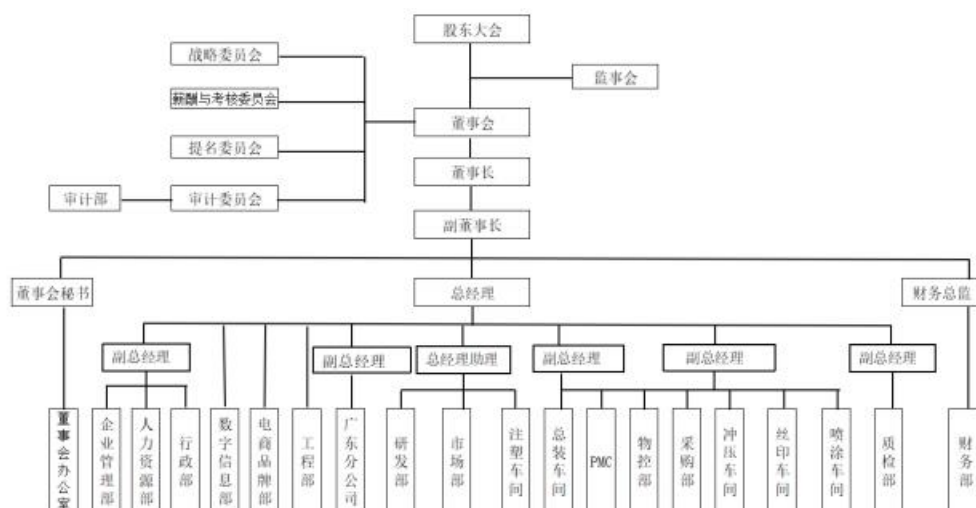 股东大会
战略委员会
监事会
薪酬与考核委员会
董事会
提名委员会
董事长
审计部
审计委员会
副董事长
董事会秘书
总经理
财务总监
副总经理
副总经理
总经理助理
副总经理
副总经理
副总经理
董事会办公室
企业管理部
人力资源部
行政部
数字信息部
电商品牌部
工程部
广东分公司
研发部
市场部
注塑车间
总装车间
PMC
物控部
采购部
冲压车间
丝印车间
喷涂车间
质检部
财务部